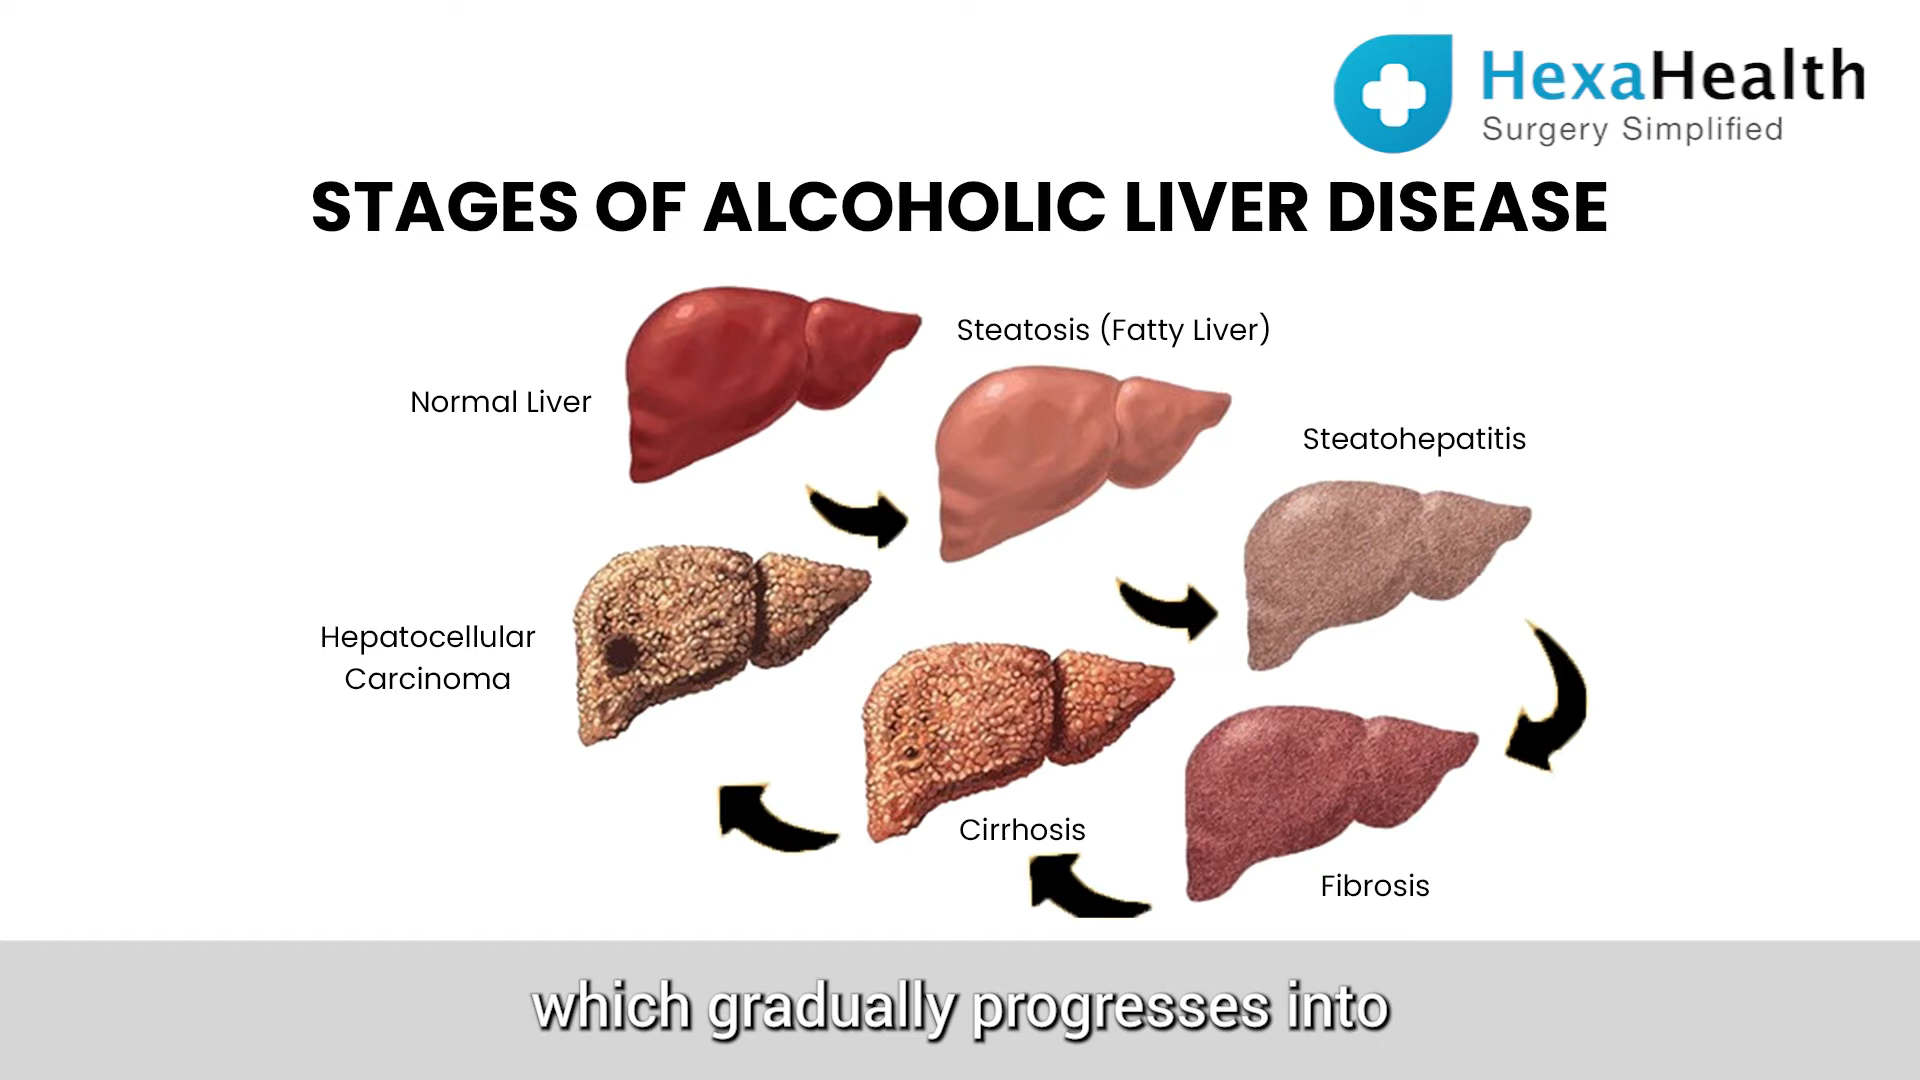 HexaHealth
Surgery Simplified
STAGES OF ALCOHOLIC LIVER DISEASE
Normal Liver
Steatosis (Fatty Liver)
Steatohepatitis
Hepatocellular
Carcinoma
Cirrhosis
Fibrosis
which gradually progresses into